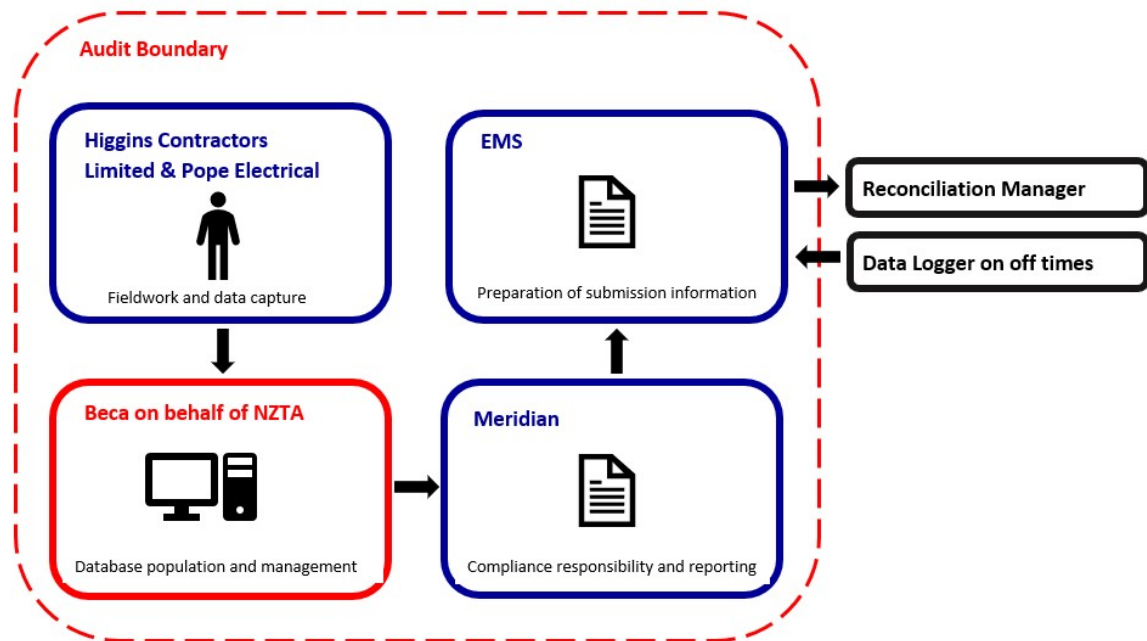 Audit Boundary
Higgins Contractors
Limited & Pope Electrical
Fieldwork and data capture
EMS
Preparation of submission information
Reconciliation Manager
Data Logger on off times
Beca on behalf of NZTA
Database population and management
Meridian
Compliance responsibility and reporting